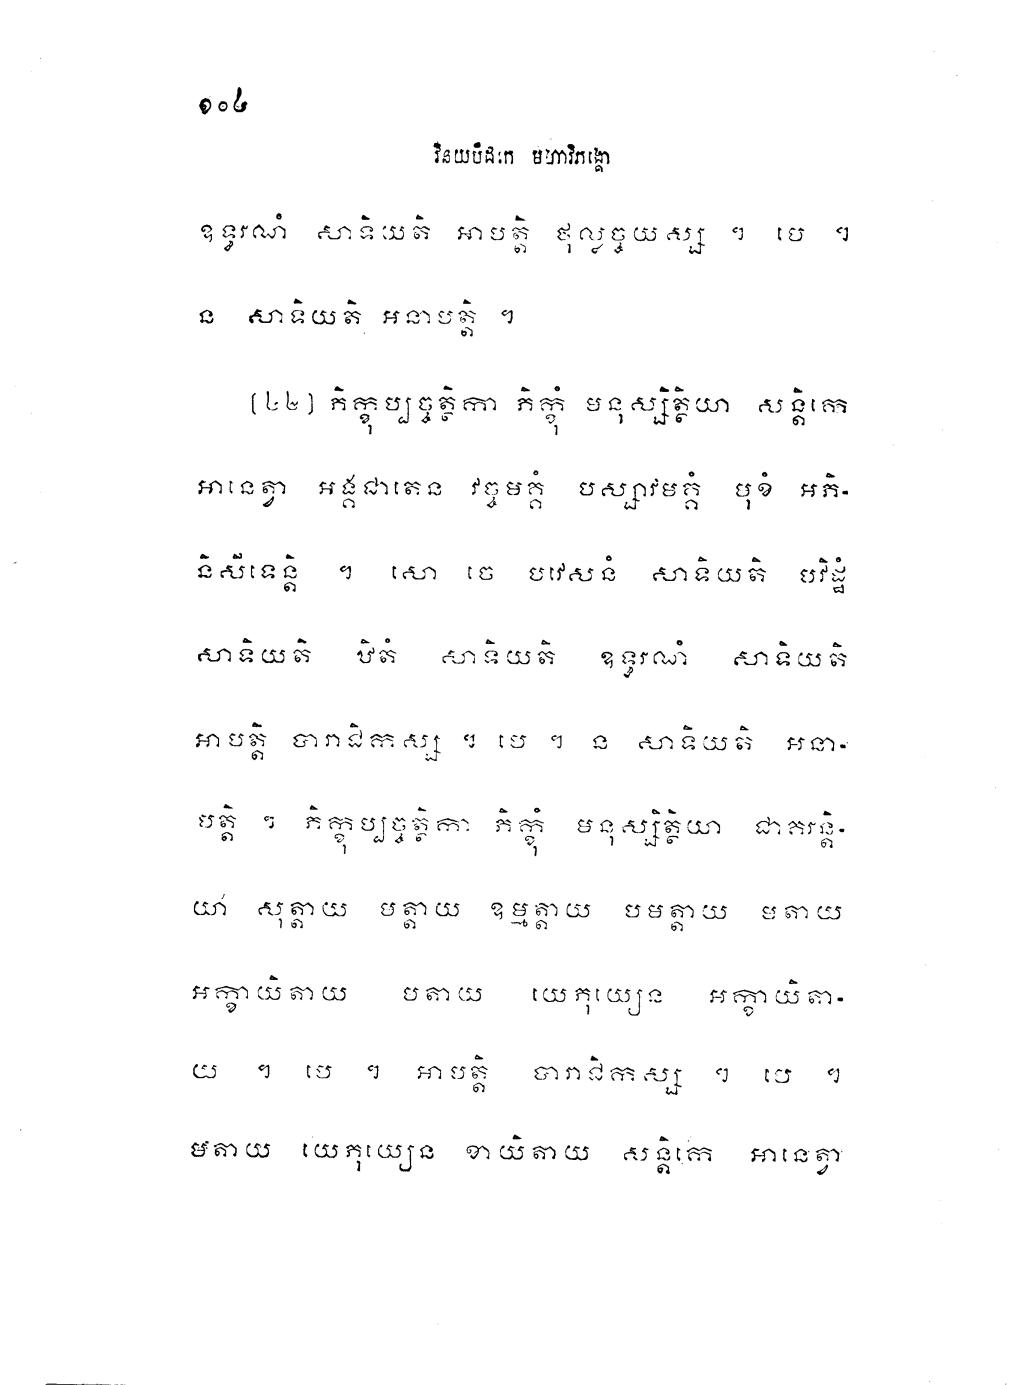 ១០៤
វិនយបិដកេ មហាវិភង្គោ
ឧទ្ធរណំ សាទិយតិ អាបត្តិ ថុល្លច្ចយស្ស ។ បេ ។
ន សាទិយតិ អនាបត្តិ ។
(៤៤) ភិក្ខុប្បច្ចត្ថិកា ភិក្ខុំ មនុស្សិត្ថិយា សន្តិកេ
អានេត្វា អង្គជាតេន វច្ចមគ្គំ បស្សាវមគ្គំ មុខំ អភិ-
និសីទេន្តិ ។ សោ ចេ បវេសនំ សាទិយតិ បវិដ្ឋំ
សាទិយតិ ឋិតំ សាទិយតិ ឧទ្ធរណំ សាទិយតិ
អាបត្តិ បារាជិកស្ស ។ បេ ។ ន សាទិយតិ អនា-
បត្តិ ។ ភិក្ខុប្បច្ចត្ថិកា ភិក្ខុំ មនុស្សិត្ថិយា ជាគរន្តិ-
យា សុត្តាយ មត្តាយ ឧម្មត្តាយ បមត្តាយ មតាយ
អក្ខាយិតាយ មតាយ យេភុយ្យេន អក្ខាយិតា-
យ ។ បេ ។ អាបត្តិ បារាជិកស្ស ។ បេ ។
មតាយ យេភុយ្យេន ខាយិតាយ សន្តិកេ អានេត្វា